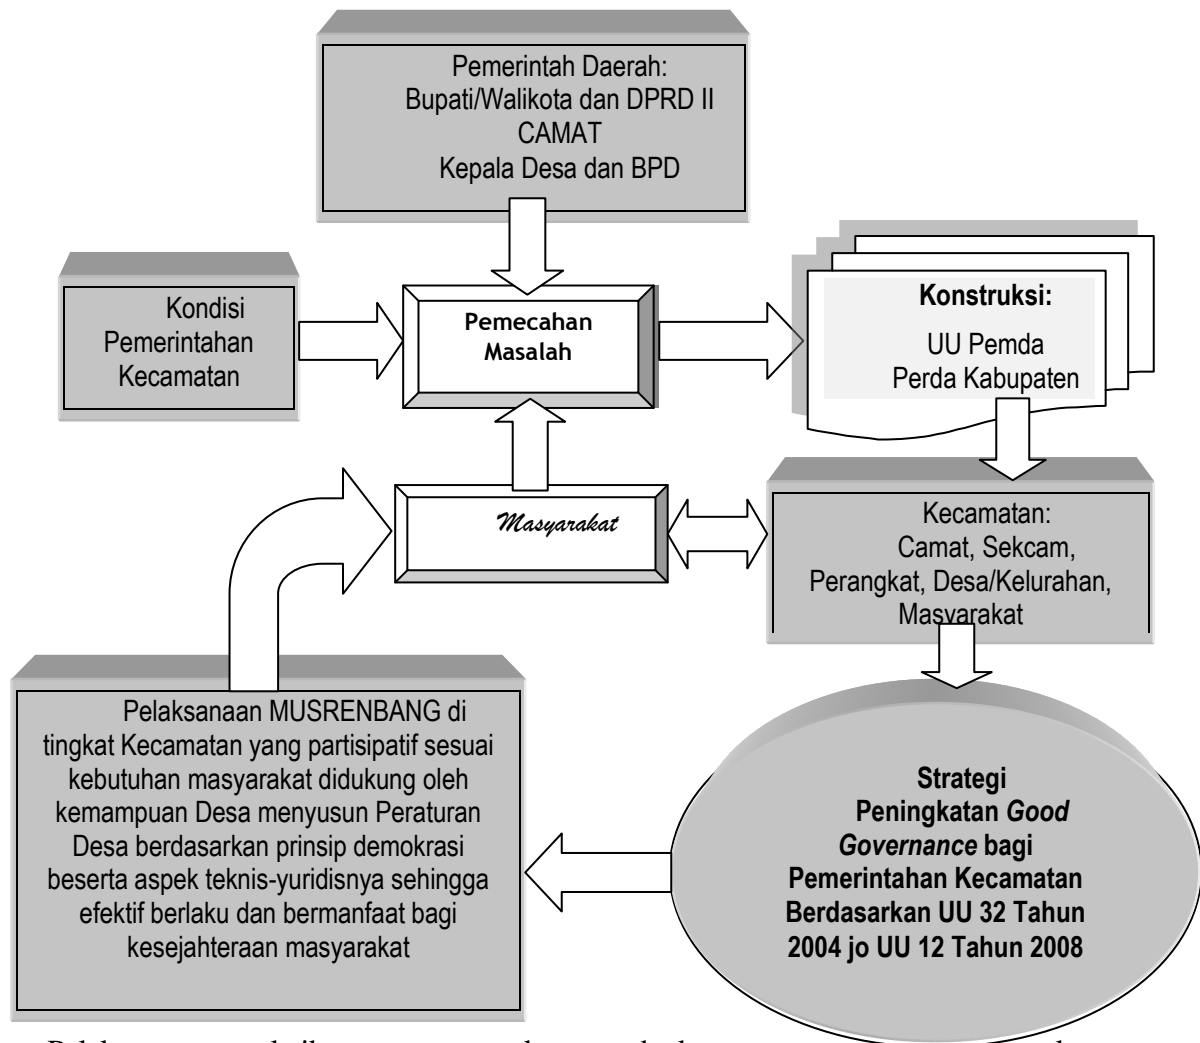 Pemerintah Daerah:
Bupati/Walikota dan DPRD II
CAMAT
Kepala Desa dan BPD
Kondisi
Pemerintahan
Kecamatan
Pemecahan
Masalah
Konstruksi:
UU Pemda
Perda Kabupaten
Masyarakat
Kecamatan:
Camat, Sekcam,
Perangkat, Desa/Kelurahan,
Masyarakat
Pelaksanaan MUSRENBANG di
tingkat Kecamatan yang partisipatif sesuai
kebutuhan masyarakat didukung oleh
kemampuan Desa menyusun Peraturan
Desa berdasarkan prinsip demokrasi
beserta aspek teknis-yuridisnya sehingga
efektif berlaku dan bermanfaat bagi
kesejahteraan masyarakat
Strategi
Peningkatan Good
Governance bagi
Pemerintahan Kecamatan
Berdasarkan UU 32 Tahun
2004 jo UU 12 Tahun 2008